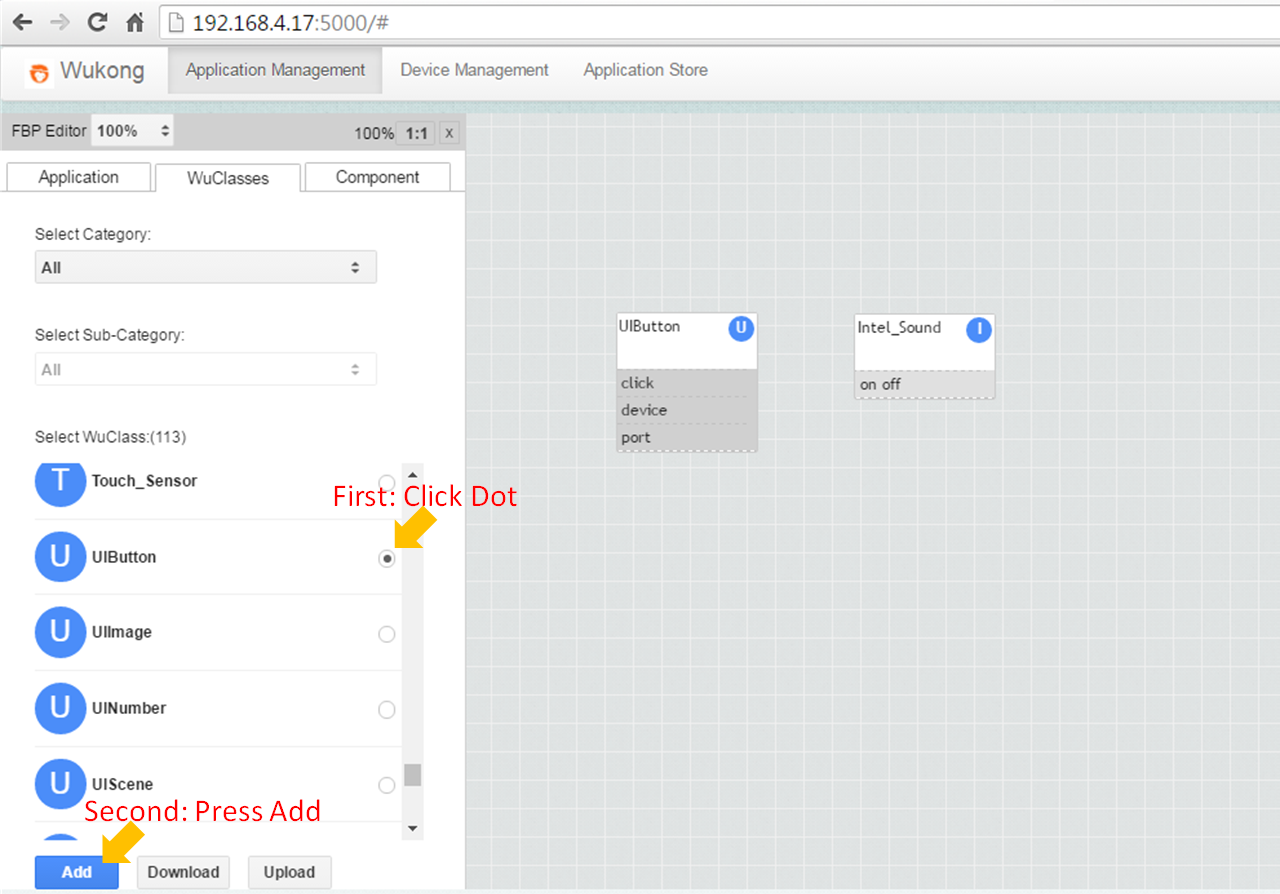 192.168.4.17:5000/#
Wukong
Application Management
Device Management
Application Store
FBP Editor
100%
100%
1:1
x
Application
WuClasses
Component
Select Category:
All
Select Sub-Category:
All
Select WuClass:(113)
T
Touch_Sensor
First: Click Dot
U
UIButton
U
UIImage
U
UINumber
U
UIScene
Second: Press Add
Add
Download
Upload
UIButton
U
click
device
port
Intel_Sound
I
on off